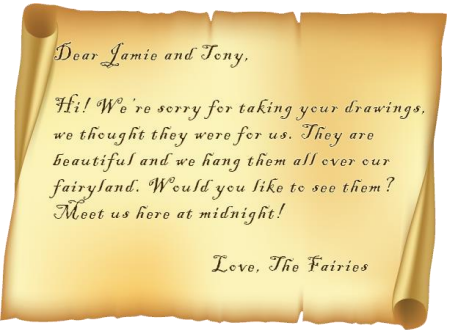 Dear Jamie and Tony,
Hi! We're sorry for taking your drawings,
we thought they were for us. They are
beautiful and we hang them all over our
fairyland. Would you like to see them?
Meet us here at midnight!
Love, The Fairies